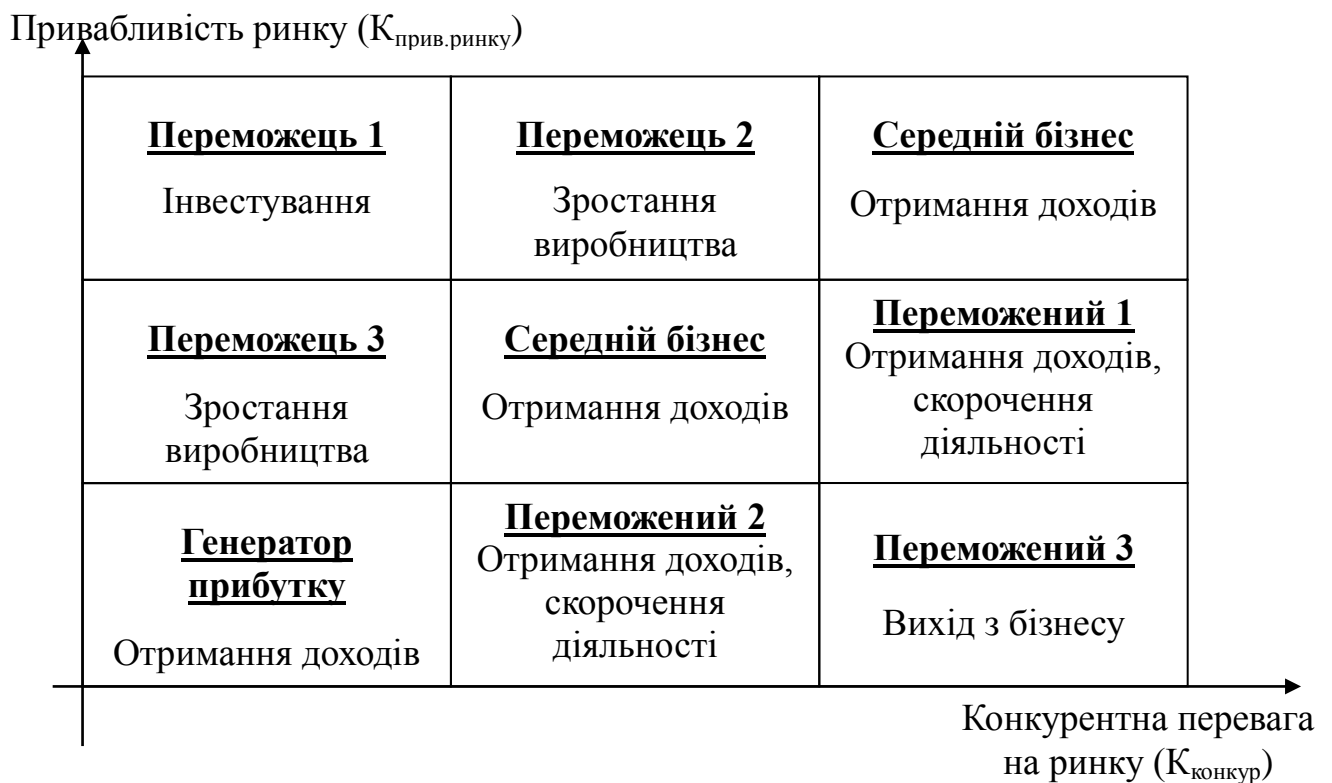 Привабливість ринку (Кприв.ринку)
Переможець 1
Інвестування
Переможець 2
Зростання
виробництва
Середній бізнес
Отримання доходів
Переможець 3
Зростання
виробництва
Середній бізнес
Отримання доходів
Переможений 1
Отримання доходів,
скорочення
діяльності
Генератор
прибутку
Отримання доходів
Переможений 2
Отримання доходів,
скорочення
діяльності
Переможений 3
Вихід з бізнесу
Конкурентна перевага
на ринку (Кконкур)